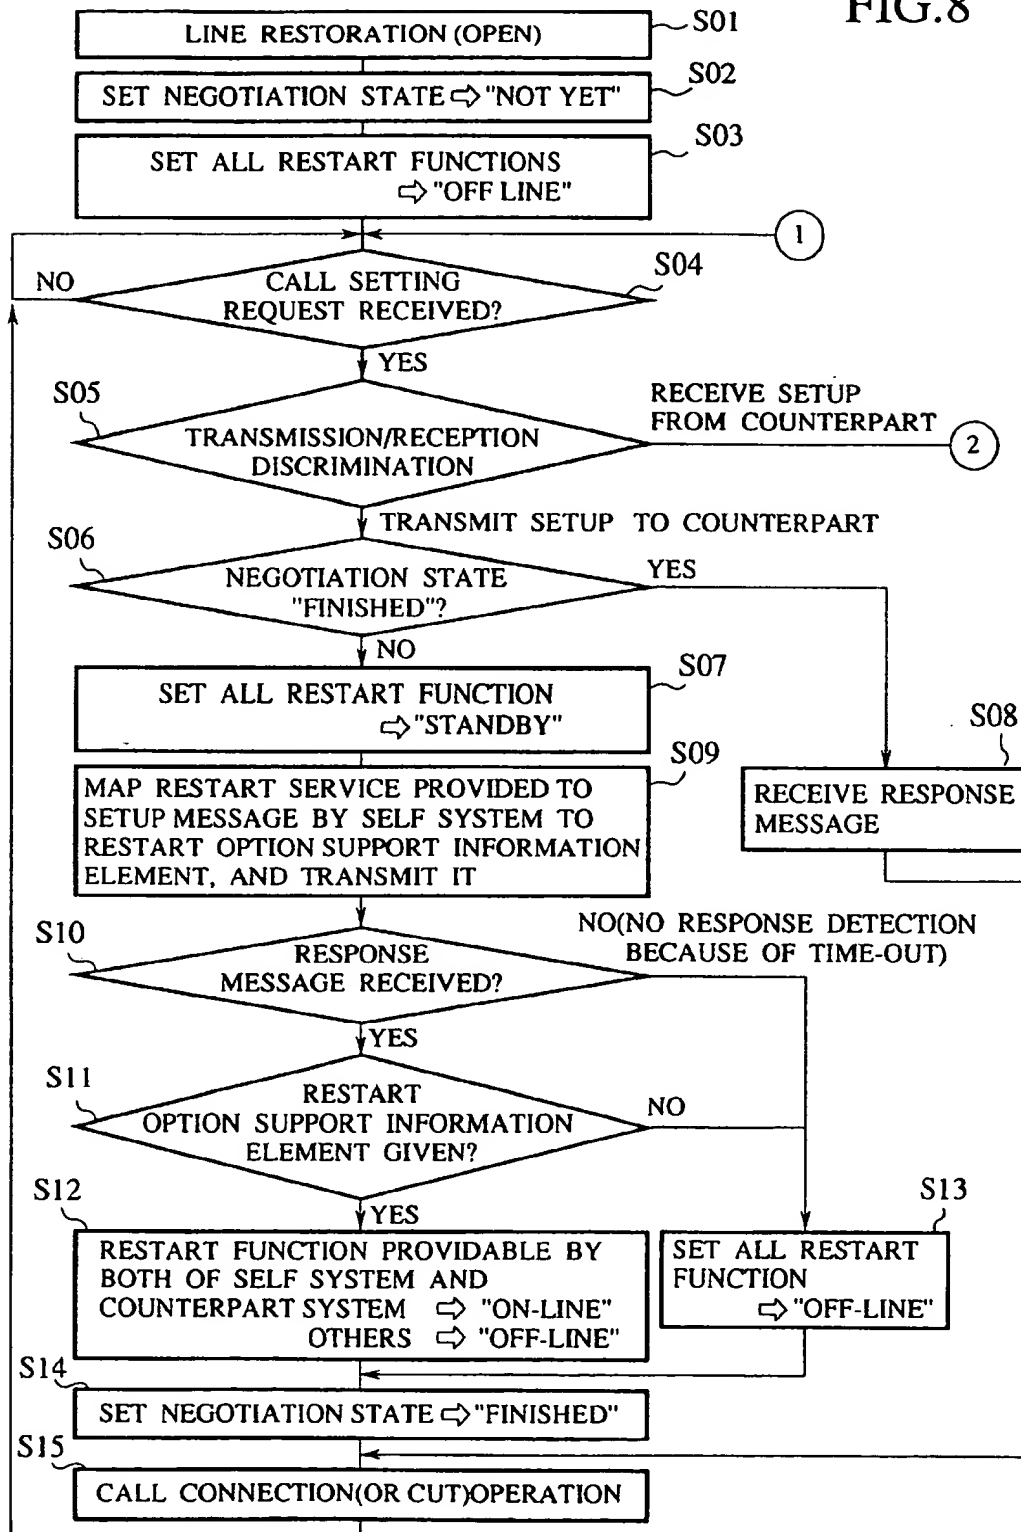 FIG.8
LINE RESTORATION (OPEN)
S01
SET NEGOTIATION STATE ⇨ "NOT YET"
S02
SET ALL RESTART FUNCTIONS
⇨ "OFF LINE"
S03
1
NO
CALL SETTING
REQUEST RECEIVED?
S04
YES
S05
TRANSMISSION/RECEPTION
DISCRIMINATION
RECEIVE SETUP
FROM COUNTERPART
2
TRANSMIT SETUP TO COUNTERPART
S06
NEGOTIATION STATE
"FINISHED"?
YES
NO
S07
SET ALL RESTART FUNCTION
⇨ "STANDBY"
S08
RECEIVE RESPONSE
MESSAGE
S09
MAP RESTART SERVICE PROVIDED TO
SETUP MESSAGE BY SELF SYSTEM TO
RESTART OPTION SUPPORT INFORMATION
ELEMENT, AND TRANSMIT IT
S10
RESPONSE
MESSAGE RECEIVED?
NO(NO RESPONSE DETECTION
BECAUSE OF TIME-OUT)
YES
S11
RESTART
OPTION SUPPORT INFORMATION
ELEMENT GIVEN?
NO
YES
S12
RESTART FUNCTION PROVIDABLE BY
BOTH OF SELF SYSTEM AND
COUNTERPART SYSTEM ⇨ "ON-LINE"
OTHERS ⇨ "OFF-LINE"
S13
SET ALL RESTART
FUNCTION
⇨ "OFF-LINE"
S14
SET NEGOTIATION STATE ⇨ "FINISHED"
S15
CALL CONNECTION(OR CUT)OPERATION